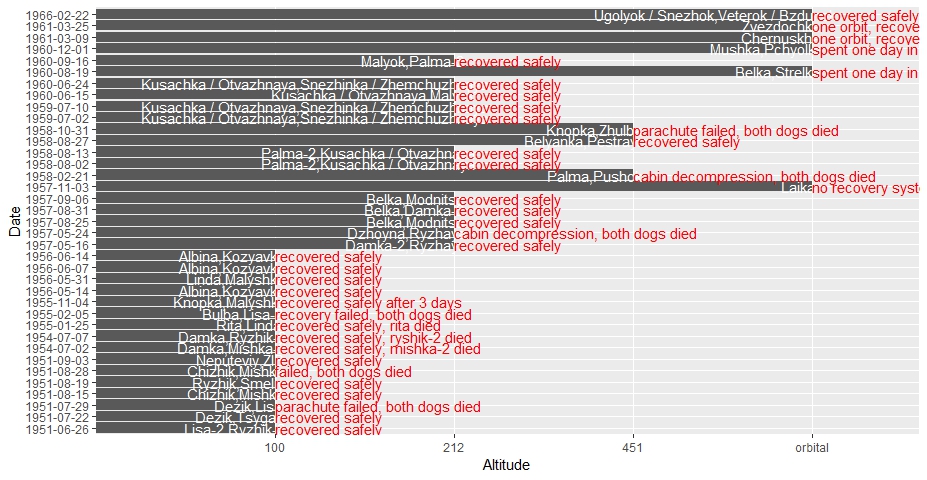 1966-02-22 Ugolyok / Snezhok,Veterok / Bzdu recovered safely
1961-03-25 Zvezdochk one orbit, recove
1961-03-09 Chernushk one orbit, recove
1960-12-01 Mushka,Pchyolk spent one day in
1960-09-16 Malyok,Palma- recovered safely
1960-08-19 Belka,Strelk spent one day in
1960-06-24 Kusachka / Otvazhnaya,Snezhinka / Zhemchuz recovered safely
1960-06-15 Kusachka / Otvazhnaya,Mal recovered safely
1959-07-10 Kusachka / Otvazhnaya,Snezhinka / Zhemchuz recovered safely
1959-07-02 Kusachka / Otvazhnaya,Snezhinka / Zhemchuz recovered safely
1958-10-31 Knopka,Zhulb parachute failed, both dogs died
1958-08-27 Belyanka,Pestra recovered safely
1958-08-13 Palma-2,Kusachka / Otvazhn recovered safely
1958-08-02 Palma-2,Kusachka / Otvazhn recovered safely
1958-02-21 Palma,Pusho cabin decompression, both dogs died
1957-11-03 Laika no recovery syst
1957-09-06 Belka,Modnits recovered safely
1957-08-31 Belka,Damka recovered safely
1957-08-25 Belka,Modnits recovered safely
1957-05-24 Dzhoyna,Ryzha cabin decompression, both dogs died
1957-05-16 Damka-2,Ryzha recovered safely
1956-06-14 Albina,Kozyavk recovered safely
1956-06-07 Albina,Kozyavk recovered safely
1956-05-31 Linda,Malysh recovered safely
1956-05-14 Albina,Kozyavk recovered safely
1955-11-04 Knopka,Malysh recovered safely after 3 days
1955-02-05 Bulba,Lisa- recovery failed, both dogs died
1955-01-25 Rita,Lind recovered safely, rita died
1954-07-07 Damka,Ryzhik recovered safely; ryshik-2 died
1954-07-02 Damka,Mishka recovered safely; mishka-2 died
1951-09-03 Neputeviy,ZI recovered safely
1951-08-28 Chizhik,Mishk failed, both dogs died
1951-08-19 Ryzhik,Smel recovered safely
1951-08-15 Chizhik,Mishk recovered safely
1951-07-29 Dezik,Lis parachute failed, both dogs died
1951-07-22 Dezik,Tsyga recovered safely
1951-06-26 Lisa-2,Ryzhik recovered safely
100 212 451 orbital
Altitude
Date